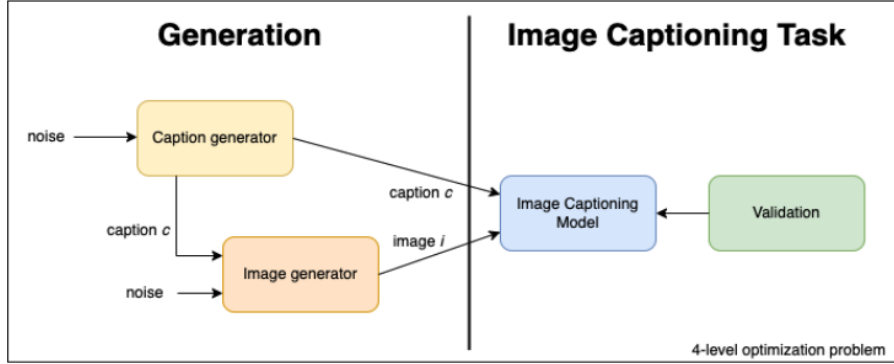 Generation
Image Captioning Task
noise
Caption generator
caption c
caption c
Image Captioning
Model
Validation
image i
Image generator
noise
4-level optimization problem